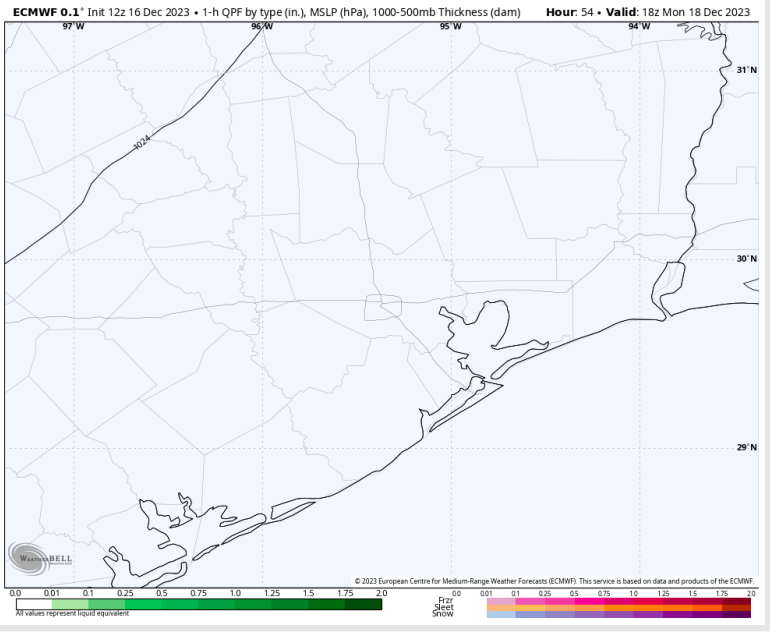 ECMWF 0.1° Init 12z 16 Dec 2023 • 1-h QPF by type (in.), MSLP (hPa), 1000-500mb Thickness (dam) Hour: 54 • Valid: 18z Mon 18 Dec 2023
97°W 96°W 95°W 94°W
31°N
1024
30°N
29°N
WEATHERBELL
© 2023 European Centre for Medium-Range Weather Forecasts (ECMWF). This service is based on data and products of the ECMWF.
0.0 0.01 0.1 0.25 0.5 0.75 1.0 1.25 1.5 1.75 2.0 0.0 0.01 0.1 0.25 0.5 0.75 1.0 1.25 1.5 1.75 2.0
Frzr
Sleet
Snow
All values represent liquid equivalent